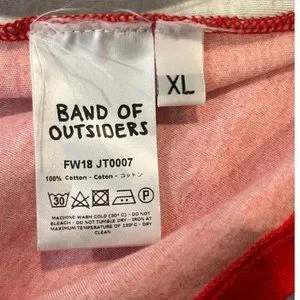 BAND OF
OUTSIDERS
XL
FW18 JT0007
100% Cotton - Coton - コットン
30
P
MACHINE WASH COLD (30° C) - DO NOT
BLEACH - DO NOT TUMBLE DRY - IRON AT
MAXIMUM TEMPERATURE OF 150° C - DRY
CLEAN